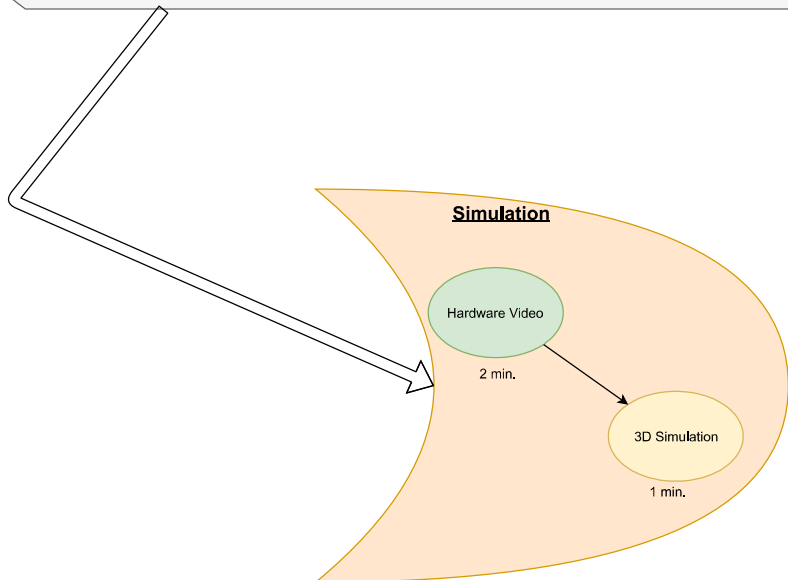 Simulation
Hardware Video
2 min.
3D Simulation
1 min.